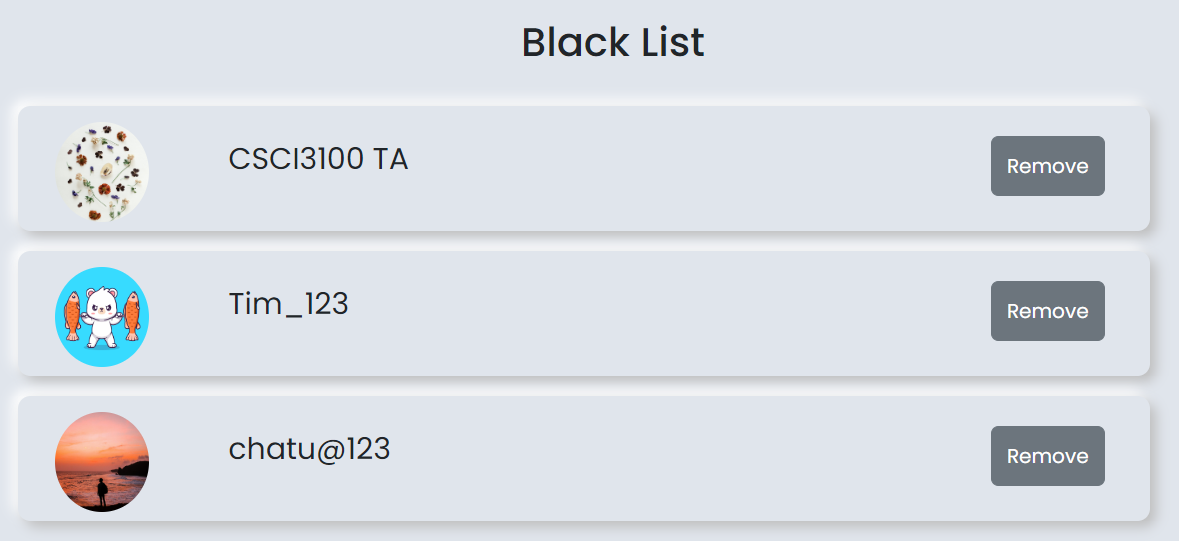 Black List
CSCI3100 TA
Remove
Tim_123
Remove
chatu@123
Remove